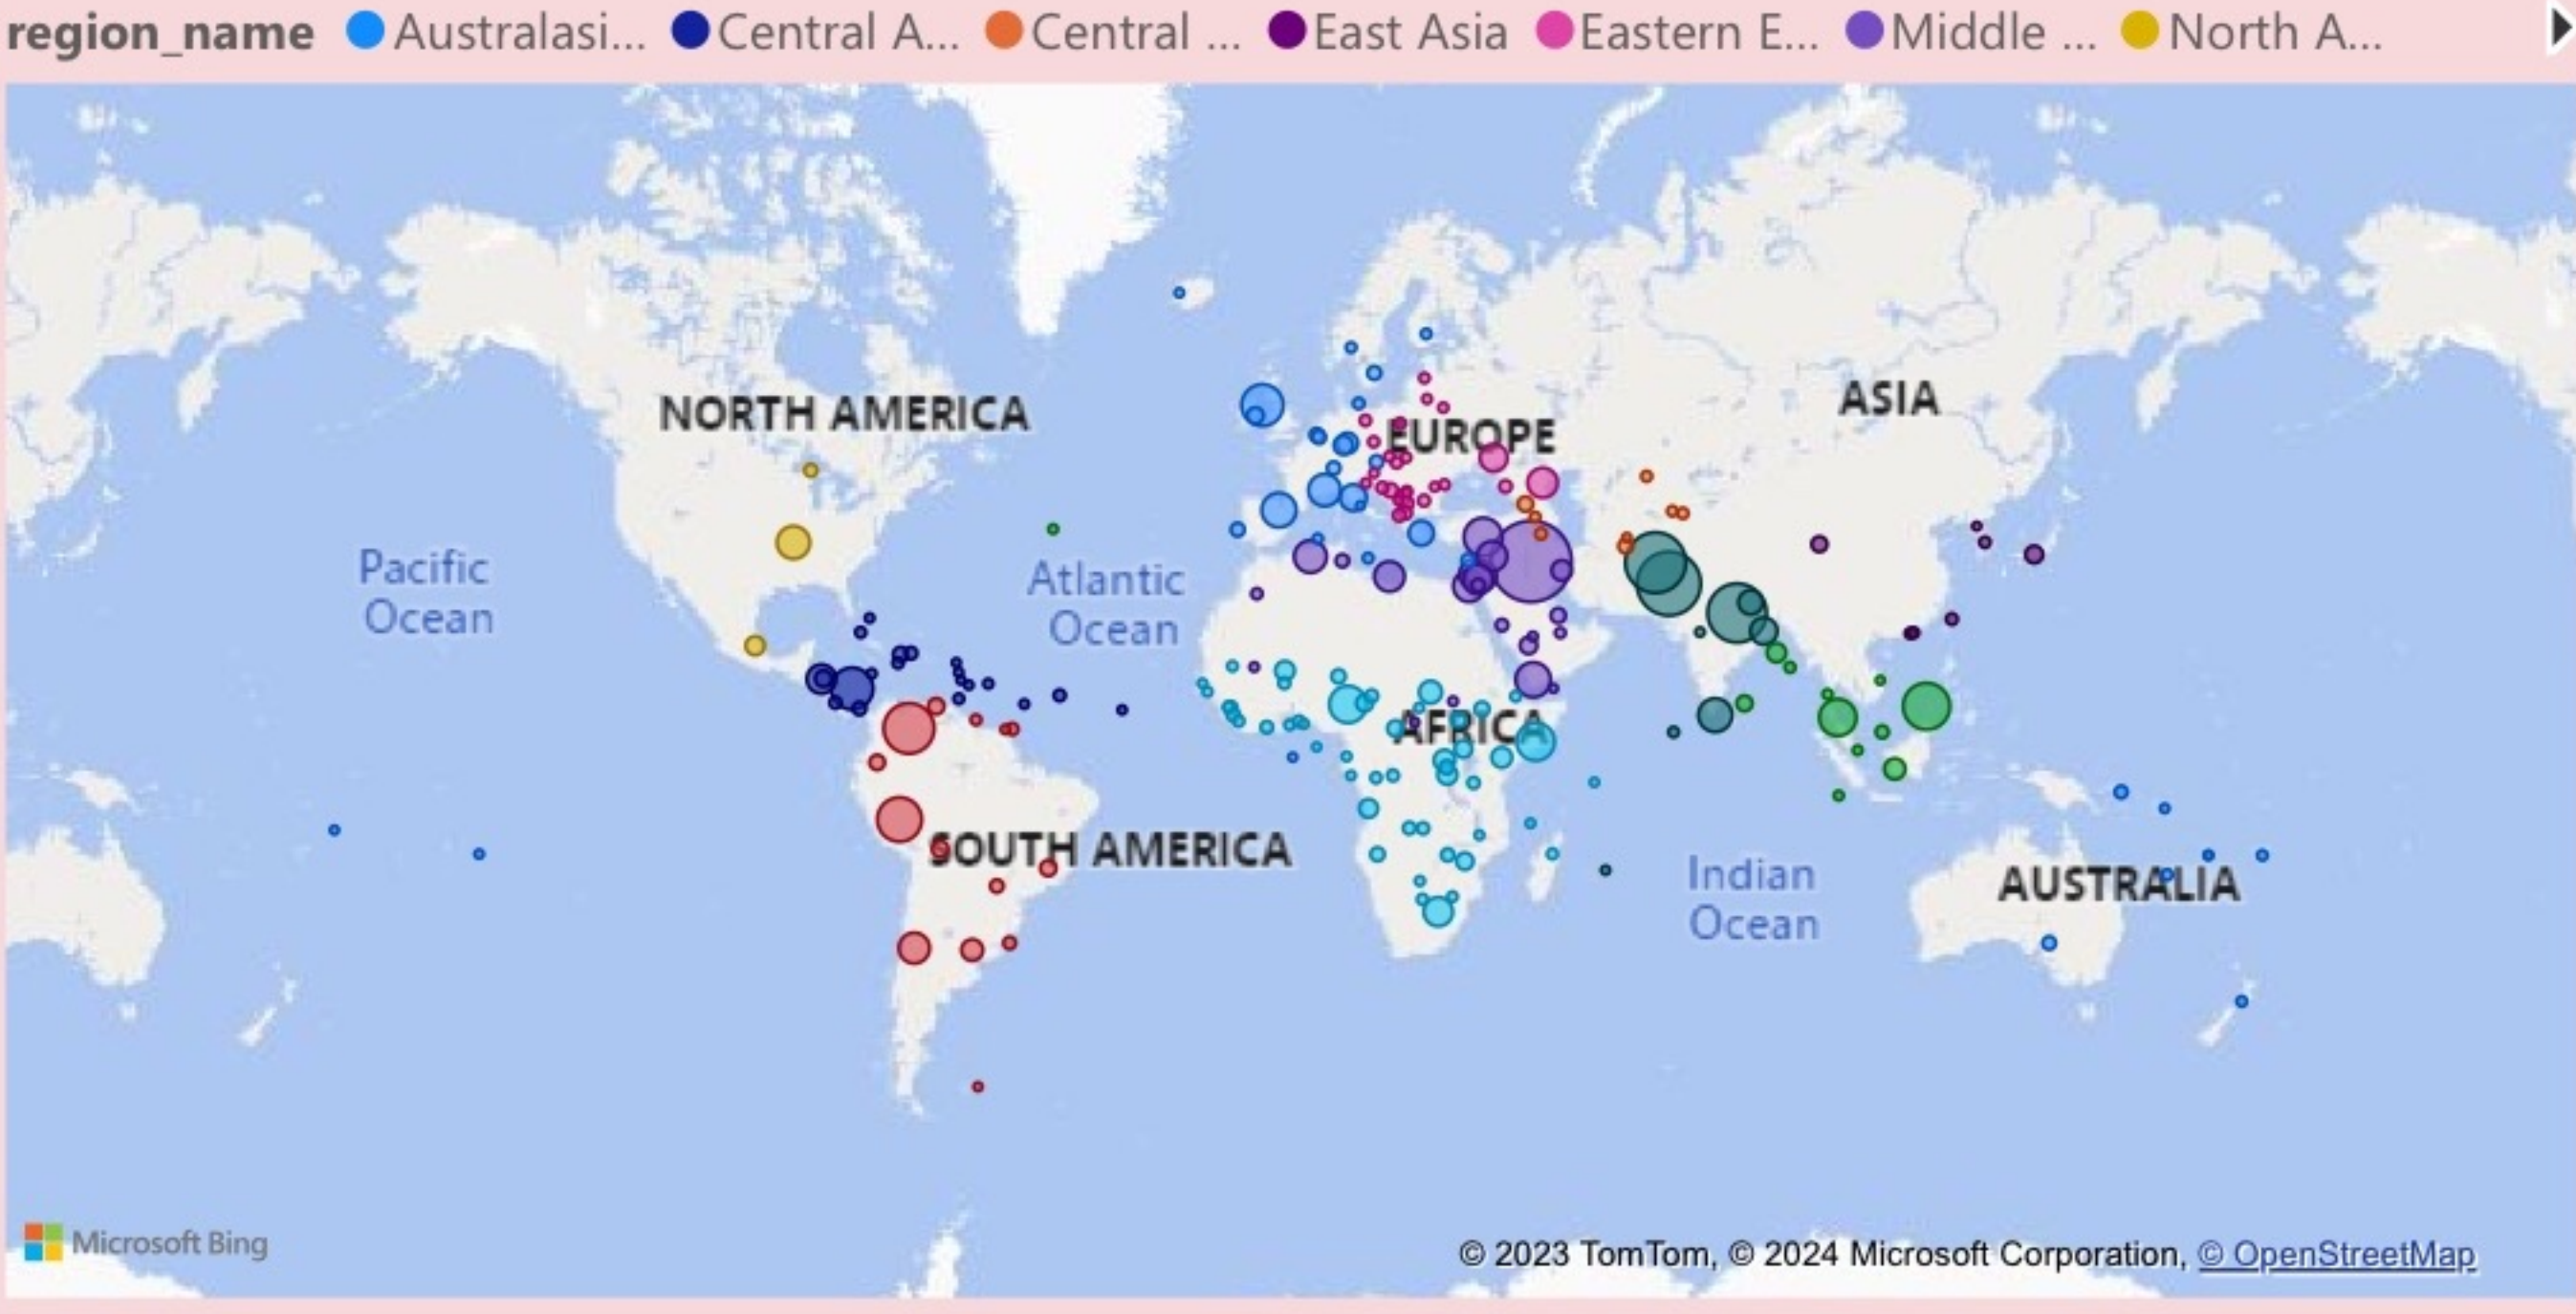 region_name Australasi... Central A... Central ... East Asia Eastern E... Middle ... North A...
NORTH AMERICA
ASIA
EUROPE
Pacific
Ocean
Atlantic
Ocean
AFRICA
SOUTH AMERICA
Indian
Ocean
AUSTRALIA
Microsoft Bing
© 2023 TomTom, © 2024 Microsoft Corporation, © OpenStreetMap